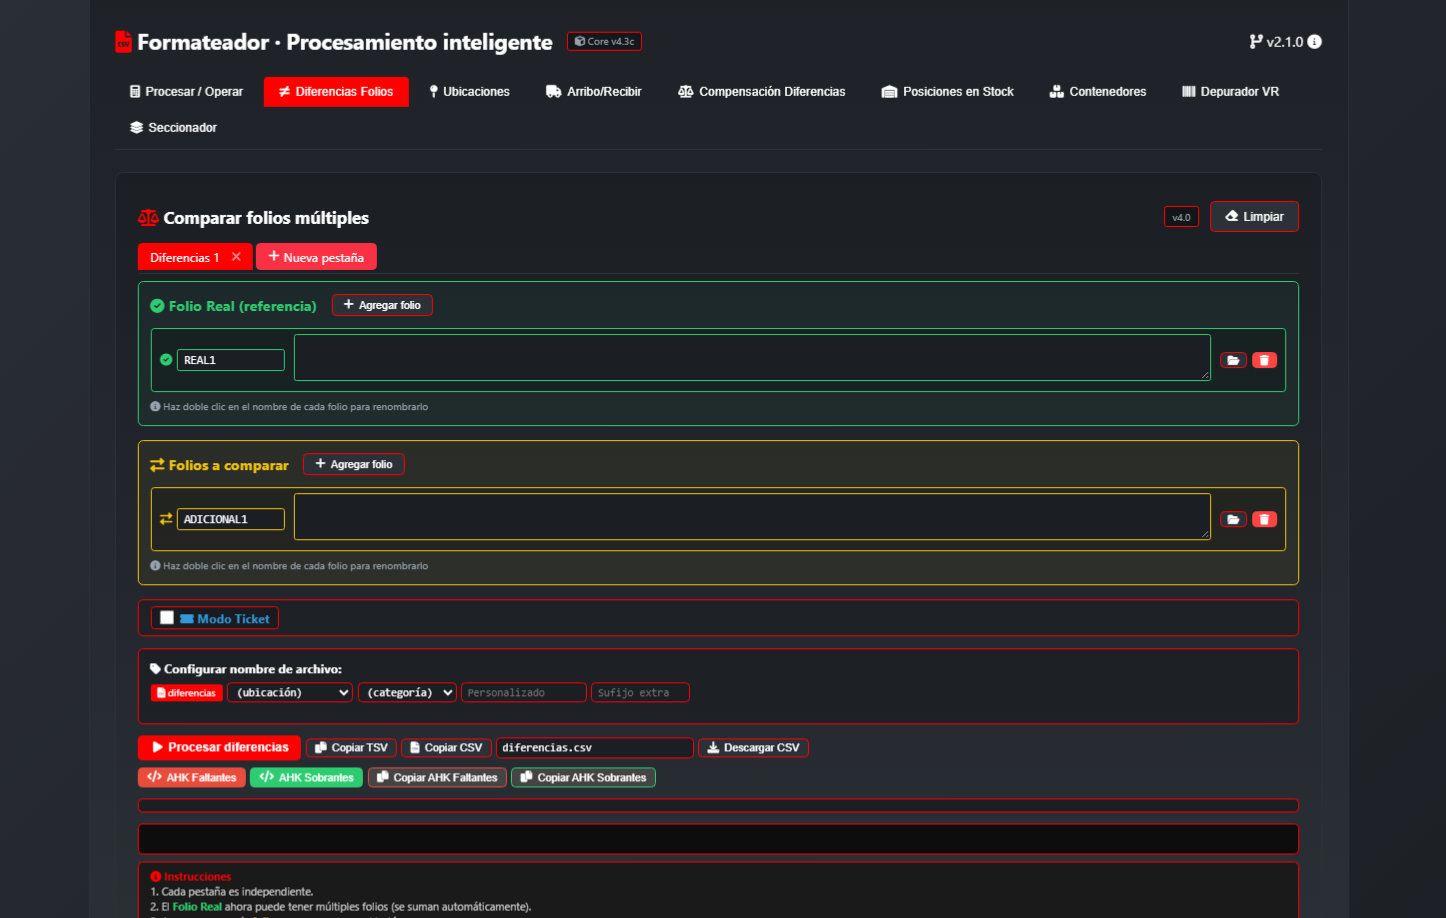 CSV Formateador · Procesamiento inteligente Core v4.3c v2.1.0
Procesar / Operar Diferencias Folios Ubicaciones Arribo/Recibir Compensación Diferencias Posiciones en Stock Contenedores Depurador VR
Seccionador
Comparar folios múltiples v4.0 Limpiar
Diferencias 1 × + Nueva pestaña
Folio Real (referencia) + Agregar folio
REAL1
Haz doble clic en el nombre de cada folio para renombrarlo
Folios a comparar + Agregar folio
ADICIONAL1
Haz doble clic en el nombre de cada folio para renombrarlo
Modo Ticket
Configurar nombre de archivo:
diferencias (ubicación) (categoría) Personalizado Sufijo extra
Procesar diferencias Copiar TSV Copiar CSV diferencias.csv Descargar CSV
</> AHK Faltantes </> AHK Sobrantes Copiar AHK Faltantes Copiar AHK Sobrantes
Instrucciones
1. Cada pestaña es independiente.
2. El Folio Real ahora puede tener múltiples folios (se suman automáticamente).